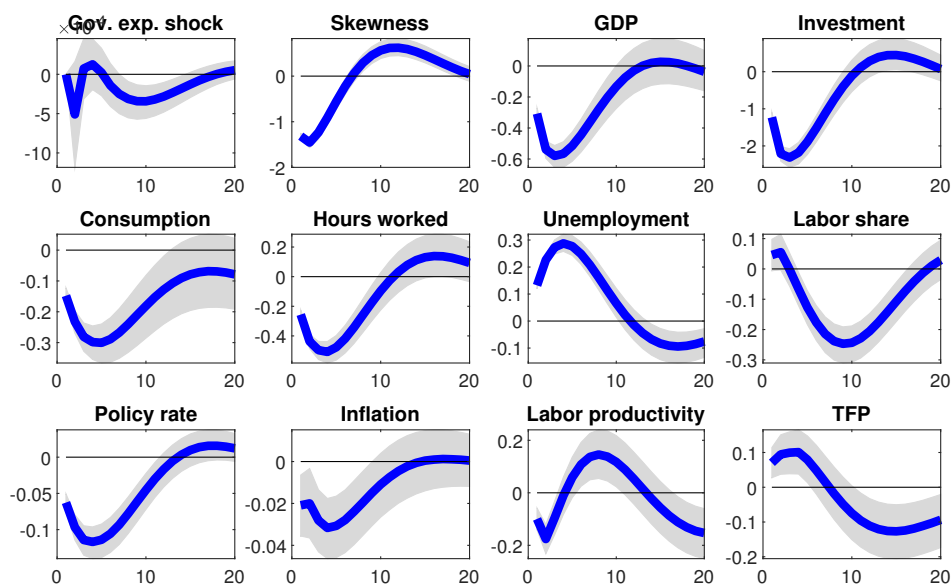 × 10
Gov. exp. shock
0
-5
-10
0 10 20
Skewness
1
0
-1
-2
0 10 20
GDP
0
-0.2
-0.4
-0.6
0 10 20
Investment
1
0
-1
-2
0 10 20
Consumption
0
-0.1
-0.2
-0.3
0 10 20
Hours worked
0.2
0
-0.2
-0.4
0 10 20
Unemployment
0.3
0.2
0.1
0
-0.1
0 10 20
Labor share
0.1
0
-0.1
-0.2
-0.3
0 10 20
Policy rate
0
-0.05
-0.1
0 10 20
Inflation
0
-0.02
-0.04
0 10 20
Labor productivity
0.2
0
-0.2
0 10 20
TFP
0.1
0
-0.1
-0.2
0 10 20